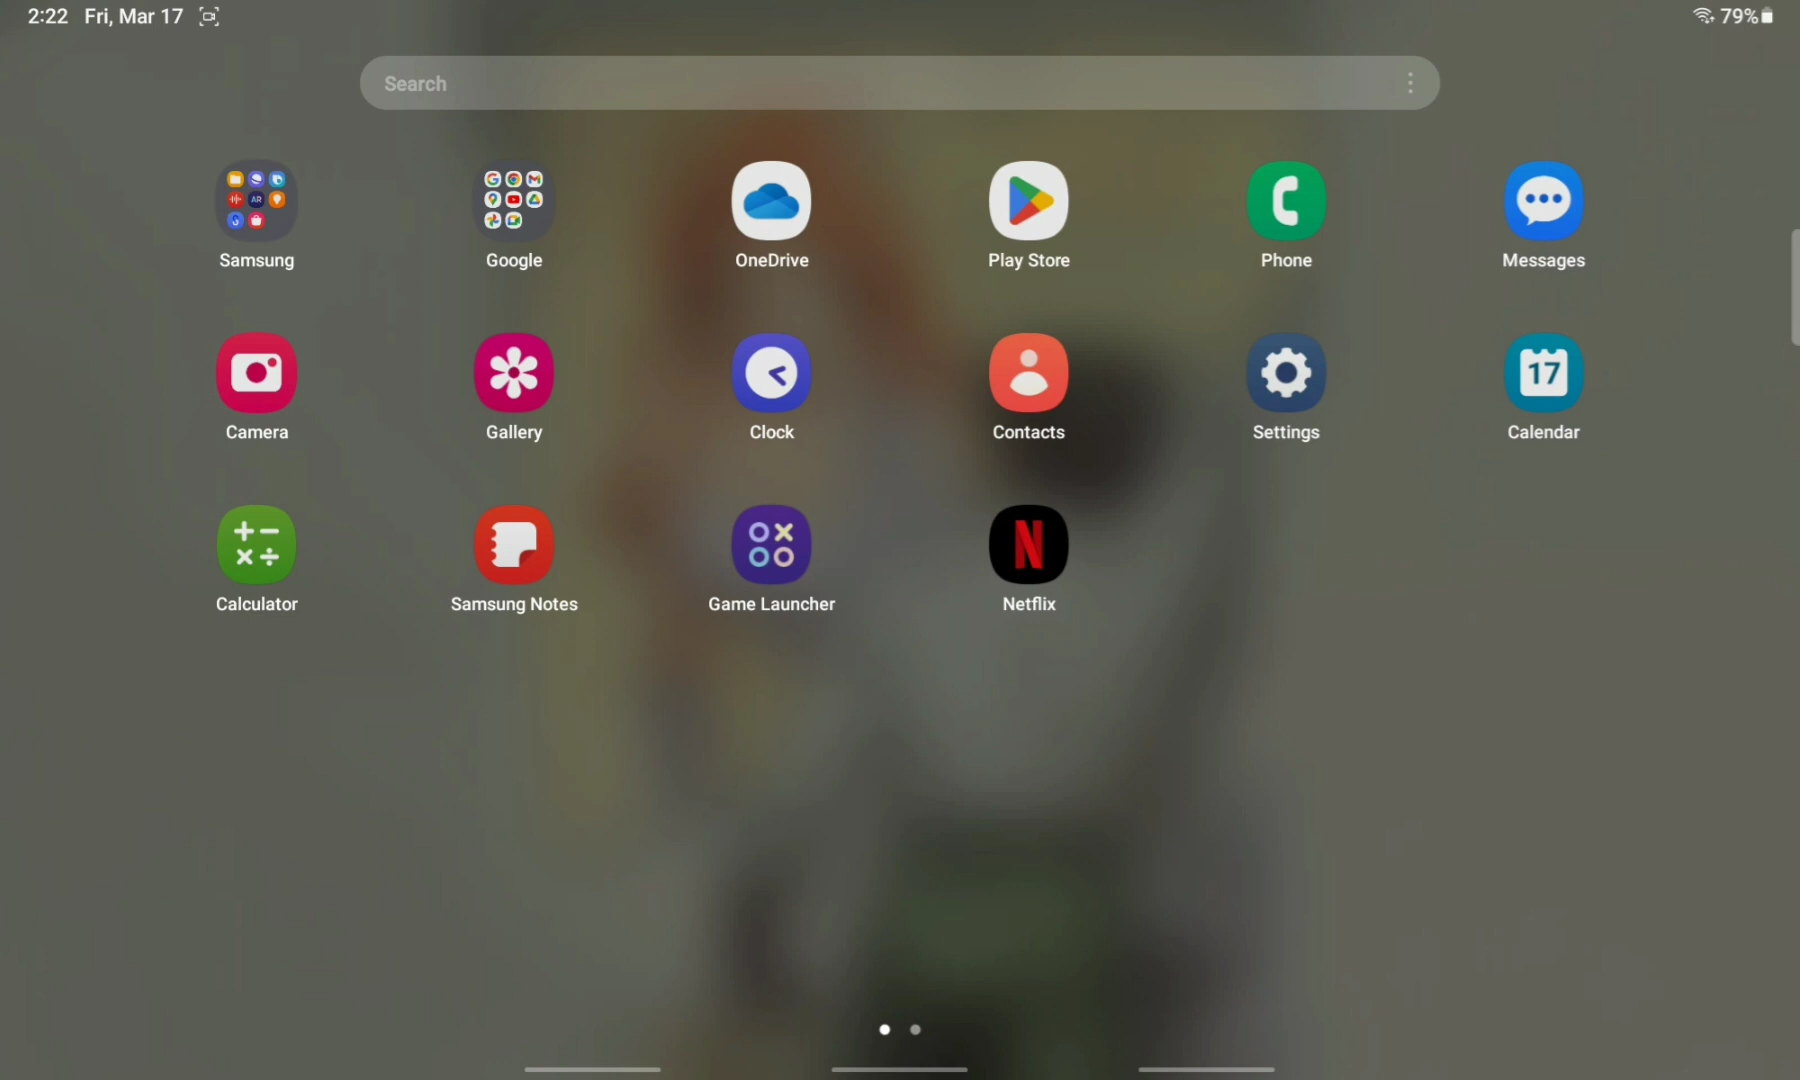 2:22 Fri, Mar 17
79%
Search
AR
Samsung Google OneDrive Play Store Phone Messages
17
Camera Gallery Clock Contacts Settings Calendar
N
Calculator Samsung Notes Game Launcher Netflix